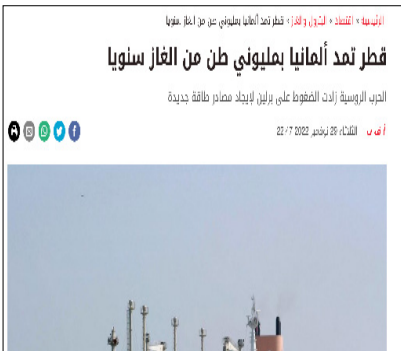 الرئيسية » اقتصاد » البترول والغاز » قطر تمد ألمانيا بمليوني طن من الغاز سنويا
قطر تمد ألمانيا بمليوني طن من الغاز سنويا
الحرب الروسية زادت الضغوط على برلين لإيجاد مصادر طاقة جديدة
أ ف ب الثلاثاء 29 نوفمبر 2022 7:22